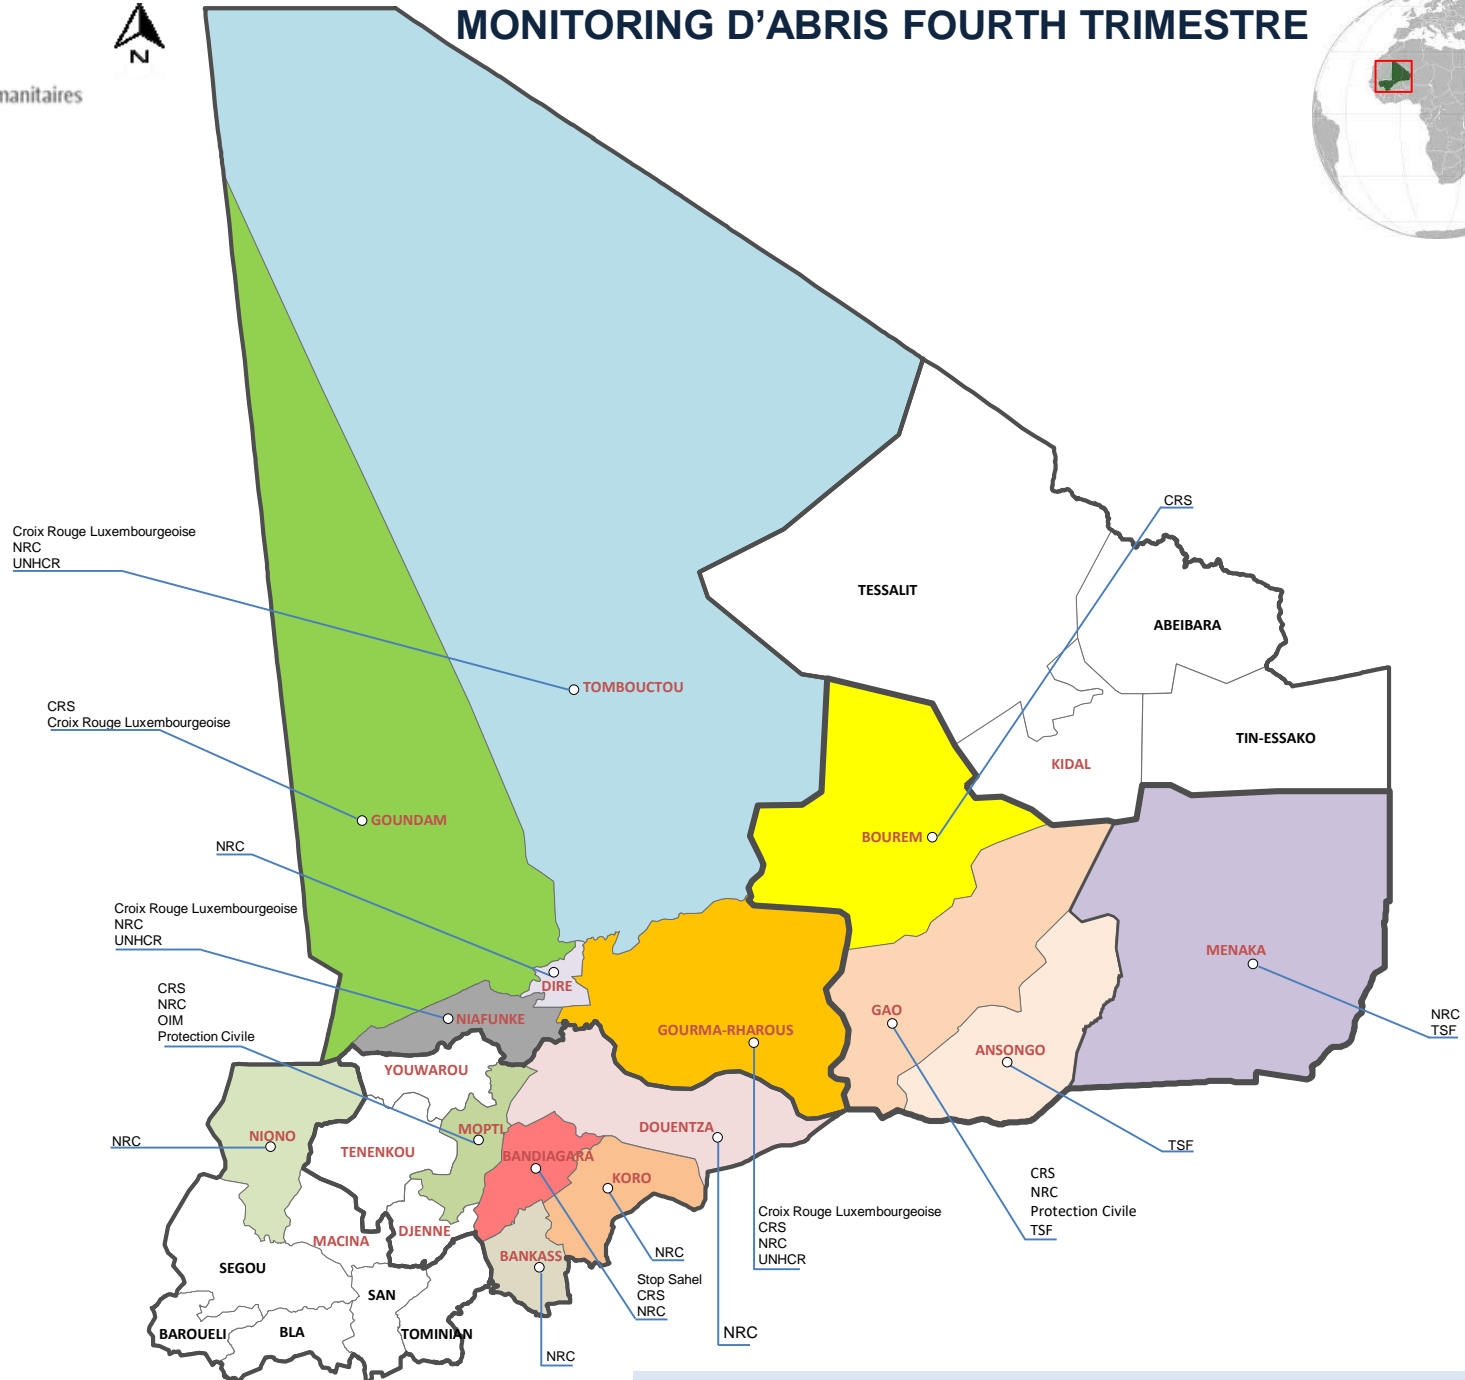 MONITORING D'ABRIS FOURTH TRIMESTRE
N
manitaires
CRS
Croix Rouge Luxembourgeoise
NRC
UNHCR
TESSALIT
ABEIBARA
TOMBOUCTOU
CRS
Croix Rouge Luxembourgeoise
TIN-ESSAKO
KIDAL
GOUNDAM
BOUREM
NRC
Croix Rouge Luxembourgeoise
NRC
UNHCR
MENAKA
DIRE
CRS
NRC
OIM
Protection Civile
NIAFUNKE
GOURMA-RHAROUS
GAO
ANSONGO
NRC
TSF
YOUWAROU
NRC
NIONO
MOPTI
TENENKOU
DOUENTZA
BANDIAGARA
KORO
TSF
CRS
NRC
Protection Civile
TSF
Croix Rouge Luxembourgeoise
CRS
NRC
UNHCR
DJENNE
MACINA
SEGOU
BANKASS
NRC
Stop Sahel
CRS
NRC
SAN
BAROUELI
BLA
TOMINIAN
NRC
NRC